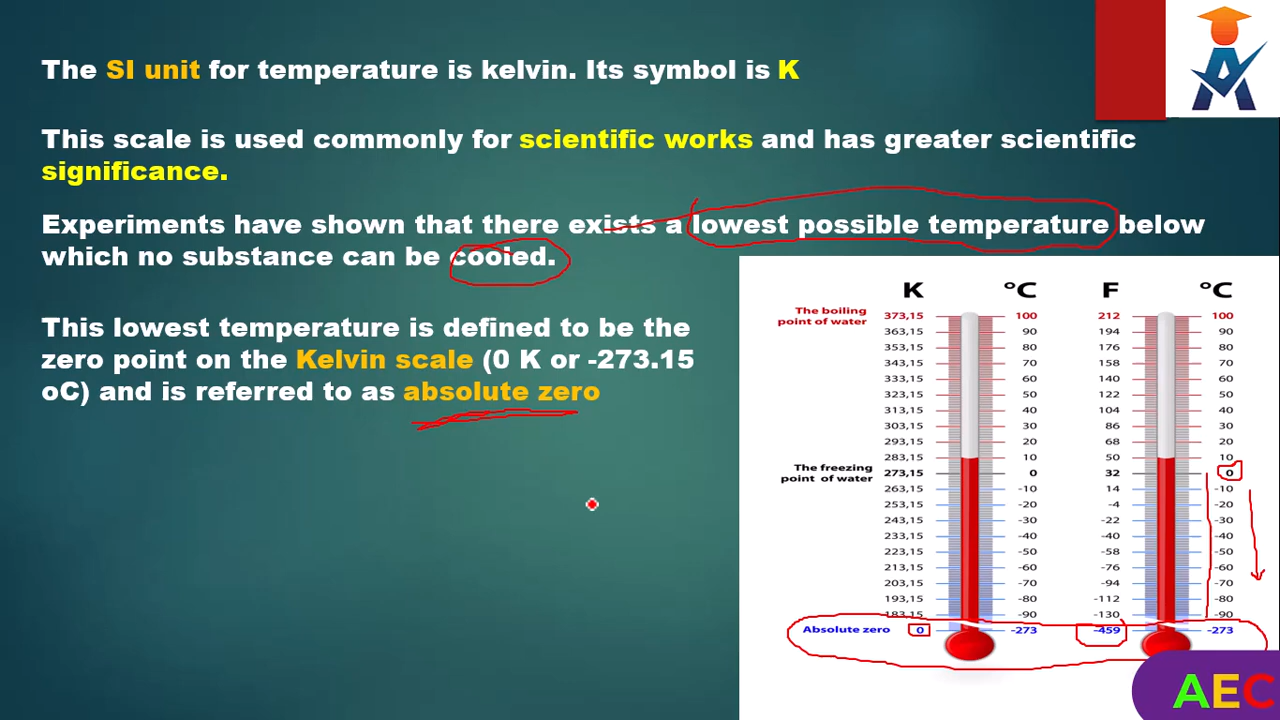 The SI unit for temperature is kelvin. Its symbol is K
This scale is used commonly for scientific works and has greater scientific
significance.
Experiments have shown that there exists a lowest possible temperature below
which no substance can be cooled.
This lowest temperature is defined to be the
zero point on the Kelvin scale (0 K or -273.15
oC) and is referred to as absolute zero
K °C F °C
The boiling
point of water
373,15 100 212 100
363,15 90 194 90
353,15 80 176 80
343,15 70 158 70
333,15 60 140 60
323,15 50 122 50
313,15 40 104 40
303,15 30 86 30
293,15 20 68 20
283,15 10 50 10
The freezing
point of water
273,15 0 32 0
263,15 -10 14 -10
253,15 -20 -4 -20
243,15 -30 -22 -30
233,15 -40 -40 -40
223,15 -50 -58 -50
213,15 -60 -76 -60
203,15 -70 -94 -70
193,15 -80 -112 -80
183,15 -90 -130 -90
Absolute zero 0 -273 -459 -273
AEC